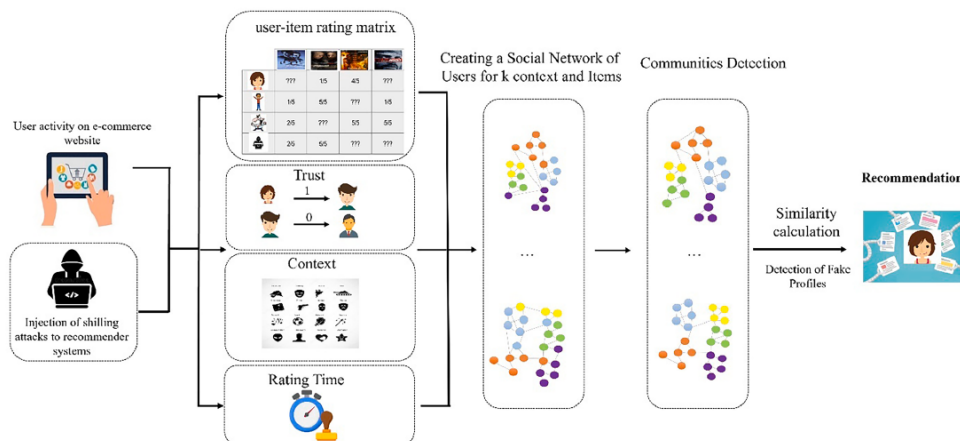 user-item rating matrix
??? 1/5 4/5 ???
1/5 5/5 ??? 1/5
2/5 ??? 5/5 5/5
2/5 5/5 ??? ???
User activity on e-commerce
website
</>
Injection of shilling
attacks to recommender
systems
Trust
1
0
Context
Rating Time
Creating a Social Network of
Users for k context and Items
...
Communities Detection
...
Similarity
calculation
Detection of Fake
Profiles
Recommendation